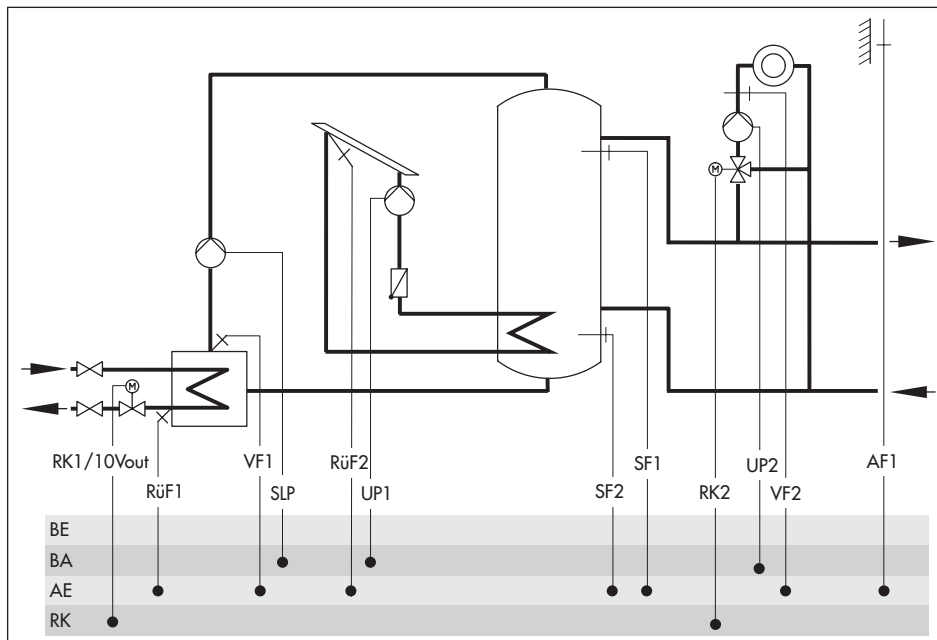 M
M
M
RK1/10Vout
VF1
RüF2
SF1
UP2
AF1
RüF1
SLP
UP1
SF2
RK2
VF2
BE
BA
AE
RK